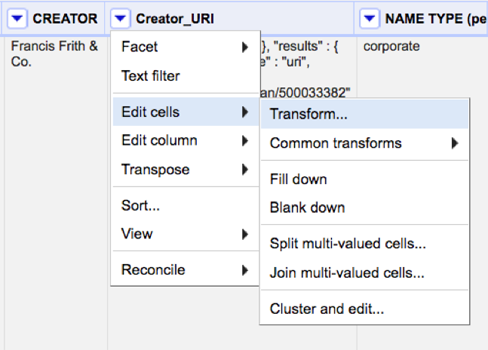 CREATOR Creator_URI NAME TYPE (pe
Francis Frith &
Co.
}, "results" : {
e" : "uri",
an/500033382"
corporate
Facet
Text filter
Edit cells
Edit column
Transpose
Sort...
View
Reconcile
Transform...
Common transforms
Fill down
Blank down
Split multi-valued cells...
Join multi-valued cells...
Cluster and edit...